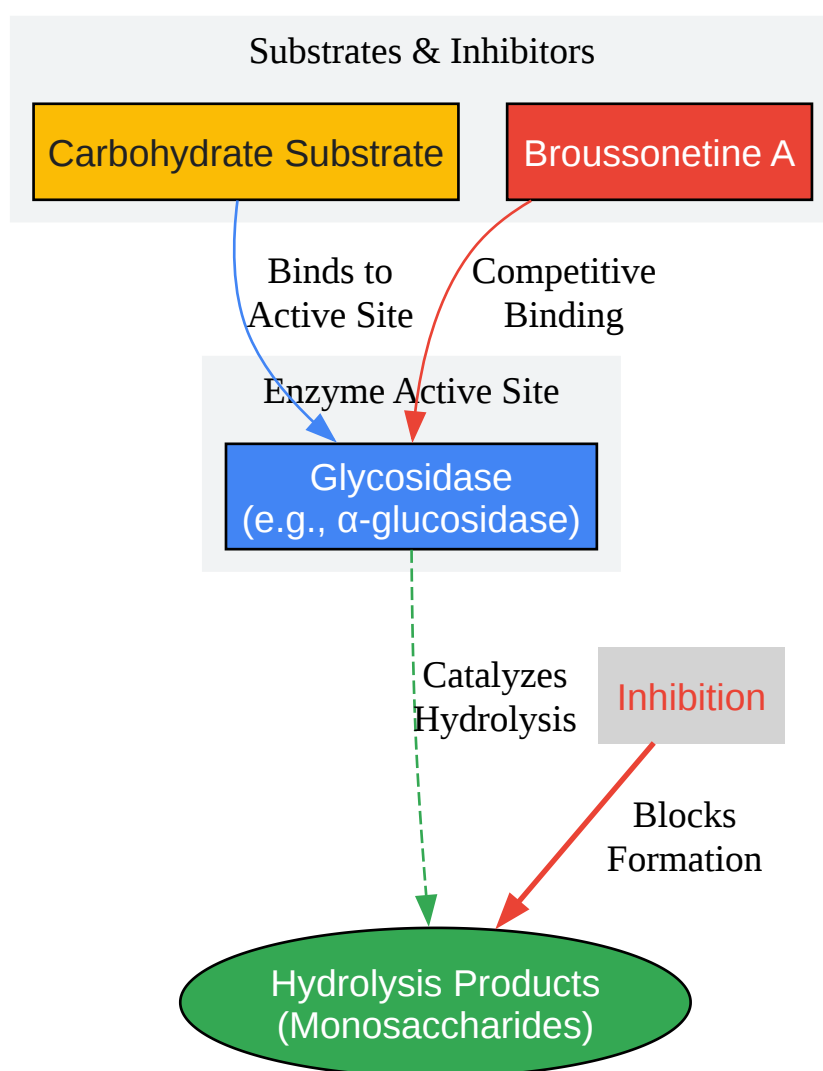 Substrates & Inhibitors
Carbohydrate Substrate
Broussonetine A
Binds to
Active Site
Competitive
Binding
Enzyme Active Site
Glycosidase
(e.g., α-glucosidase)
Catalyzes
Hydrolysis
Inhibition
Blocks
Formation
Hydrolysis Products
(Monosaccharides)